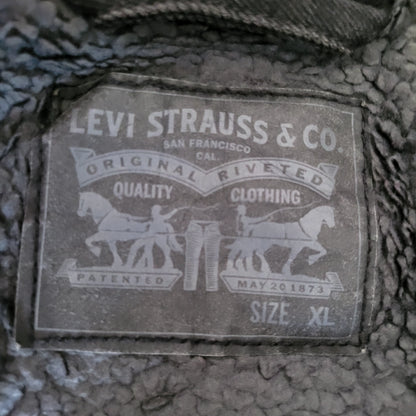 LEVI STRAUSS & CO.
SAN FRANCISCO
CAL.
ORIGINAL RIVETED
QUALITY CLOTHING
PATENTED MAY 20 1873
SIZE XL